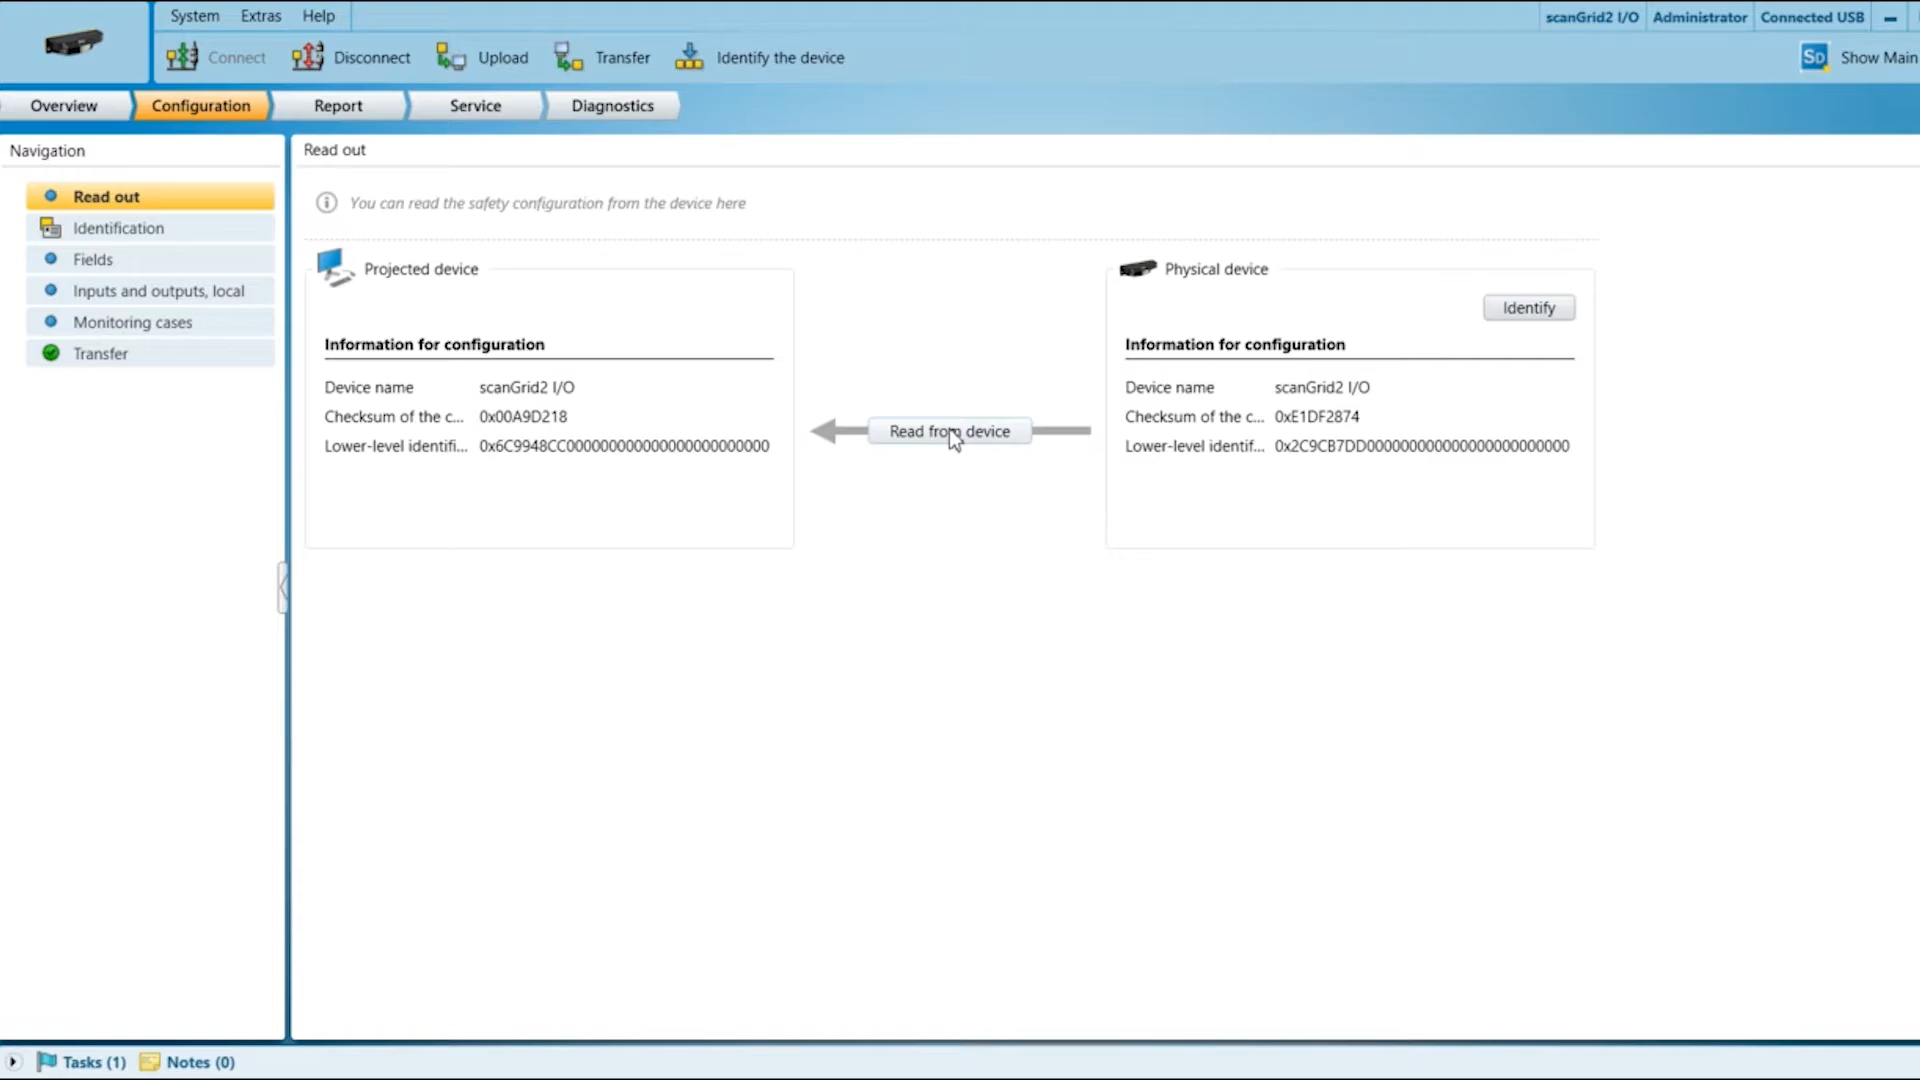 System Extras Help
scanGrid2 I/O Administrator Connected USB
Connect Disconnect Upload Transfer Identify the device
SD Show Main
Overview Configuration Report Service Diagnostics
Navigation
Read out
Identification
Fields
Inputs and outputs, local
Monitoring cases
Transfer
Read out
You can read the safety configuration from the device here
Projected device
Information for configuration
Device name scanGrid2 I/O
Checksum of the c... 0x00A9D218
Lower-level identifi... 0x6C9948CC000000000000000000000000
Read from device
Physical device
Identify
Information for configuration
Device name scanGrid2 I/O
Checksum of the c... 0xE1DF2874
Lower-level identif... 0x2C9CB7DD000000000000000000000000
Tasks (1) Notes (0)